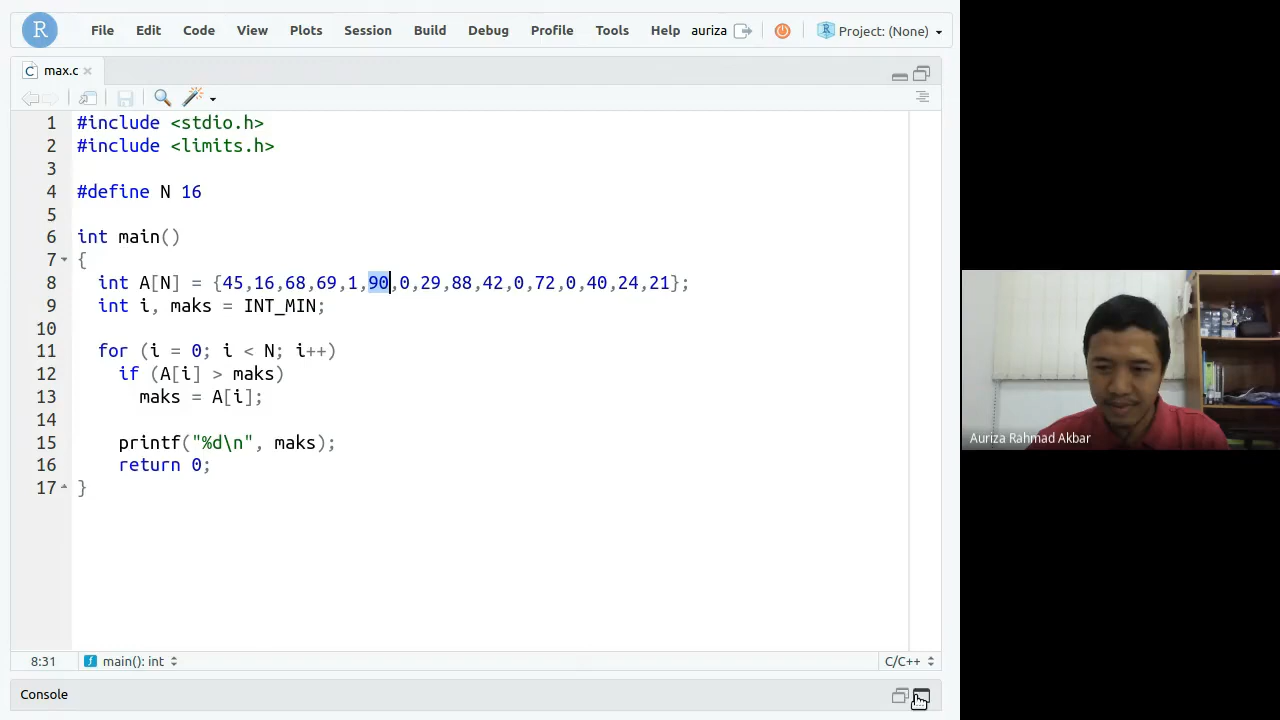 R File Edit Code View Plots Session Build Debug Profile Tools Help auriza Project: (None)
C max.c
1 #include <stdio.h>
2 #include <limits.h>
3
4 #define N 16
5
6 int main()
7 {
8 int A[N] = {45,16,68,69,1,90,0,29,88,42,0,72,0,40,24,21};
9 int i, maks = INT_MIN;
10
11 for (i = 0; i < N; i++)
12 if (A[i] > maks)
13 maks = A[i];
14
15 printf("%d\n", maks);
16 return 0;
17 }
8:31 main(): int C/C++
Console
Auriza Rahmad Akbar